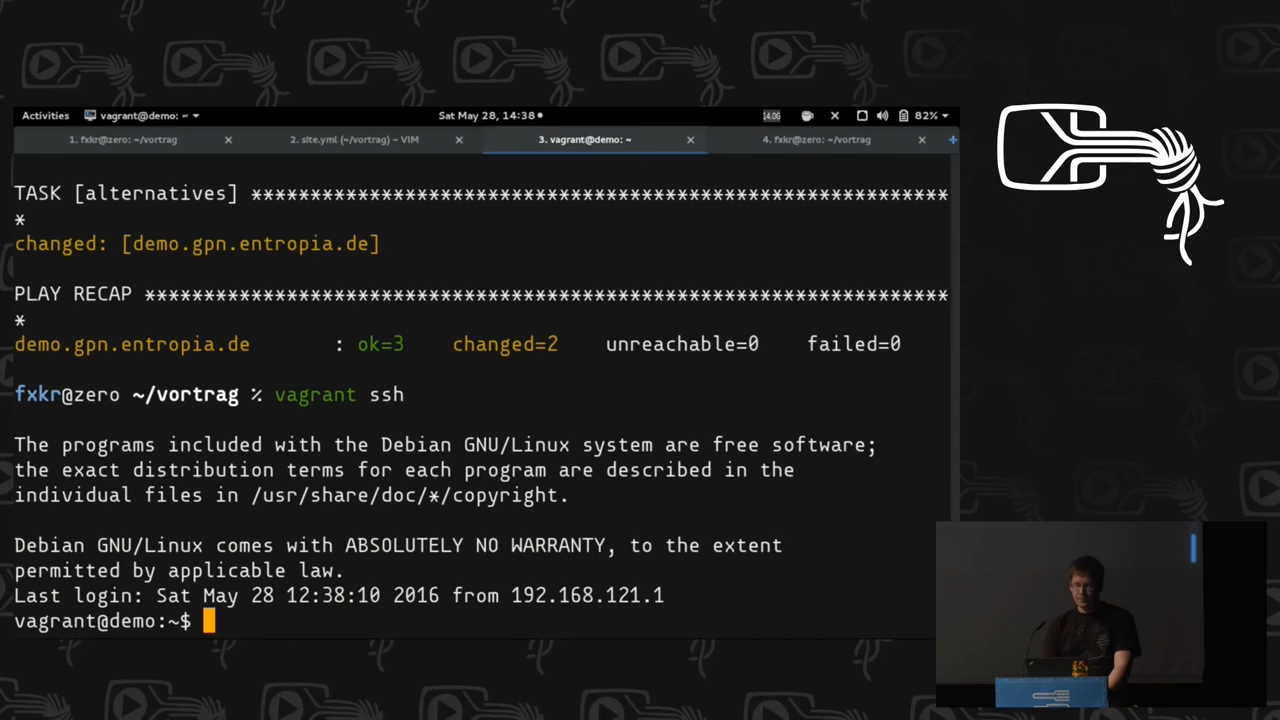 Activities vagrant@demo: ~ Sat May 28, 14:38 14.0G 82%
1. fxkr@zero: ~/vortrag 2. site.yml (~/vortrag) – VIM 3. vagrant@demo: ~ 4. fxkr@zero: ~/vortrag
TASK [alternatives] ***********************************************************
*
changed: [demo.gpn.entropia.de]
PLAY RECAP ********************************************************************
*
demo.gpn.entropia.de : ok=3 changed=2 unreachable=0 failed=0
fxkr@zero ~/vortrag % vagrant ssh
The programs included with the Debian GNU/Linux system are free software;
the exact distribution terms for each program are described in the
individual files in /usr/share/doc/*/copyright.
Debian GNU/Linux comes with ABSOLUTELY NO WARRANTY, to the extent
permitted by applicable law.
Last login: Sat May 28 12:38:10 2016 from 192.168.121.1
vagrant@demo:~$